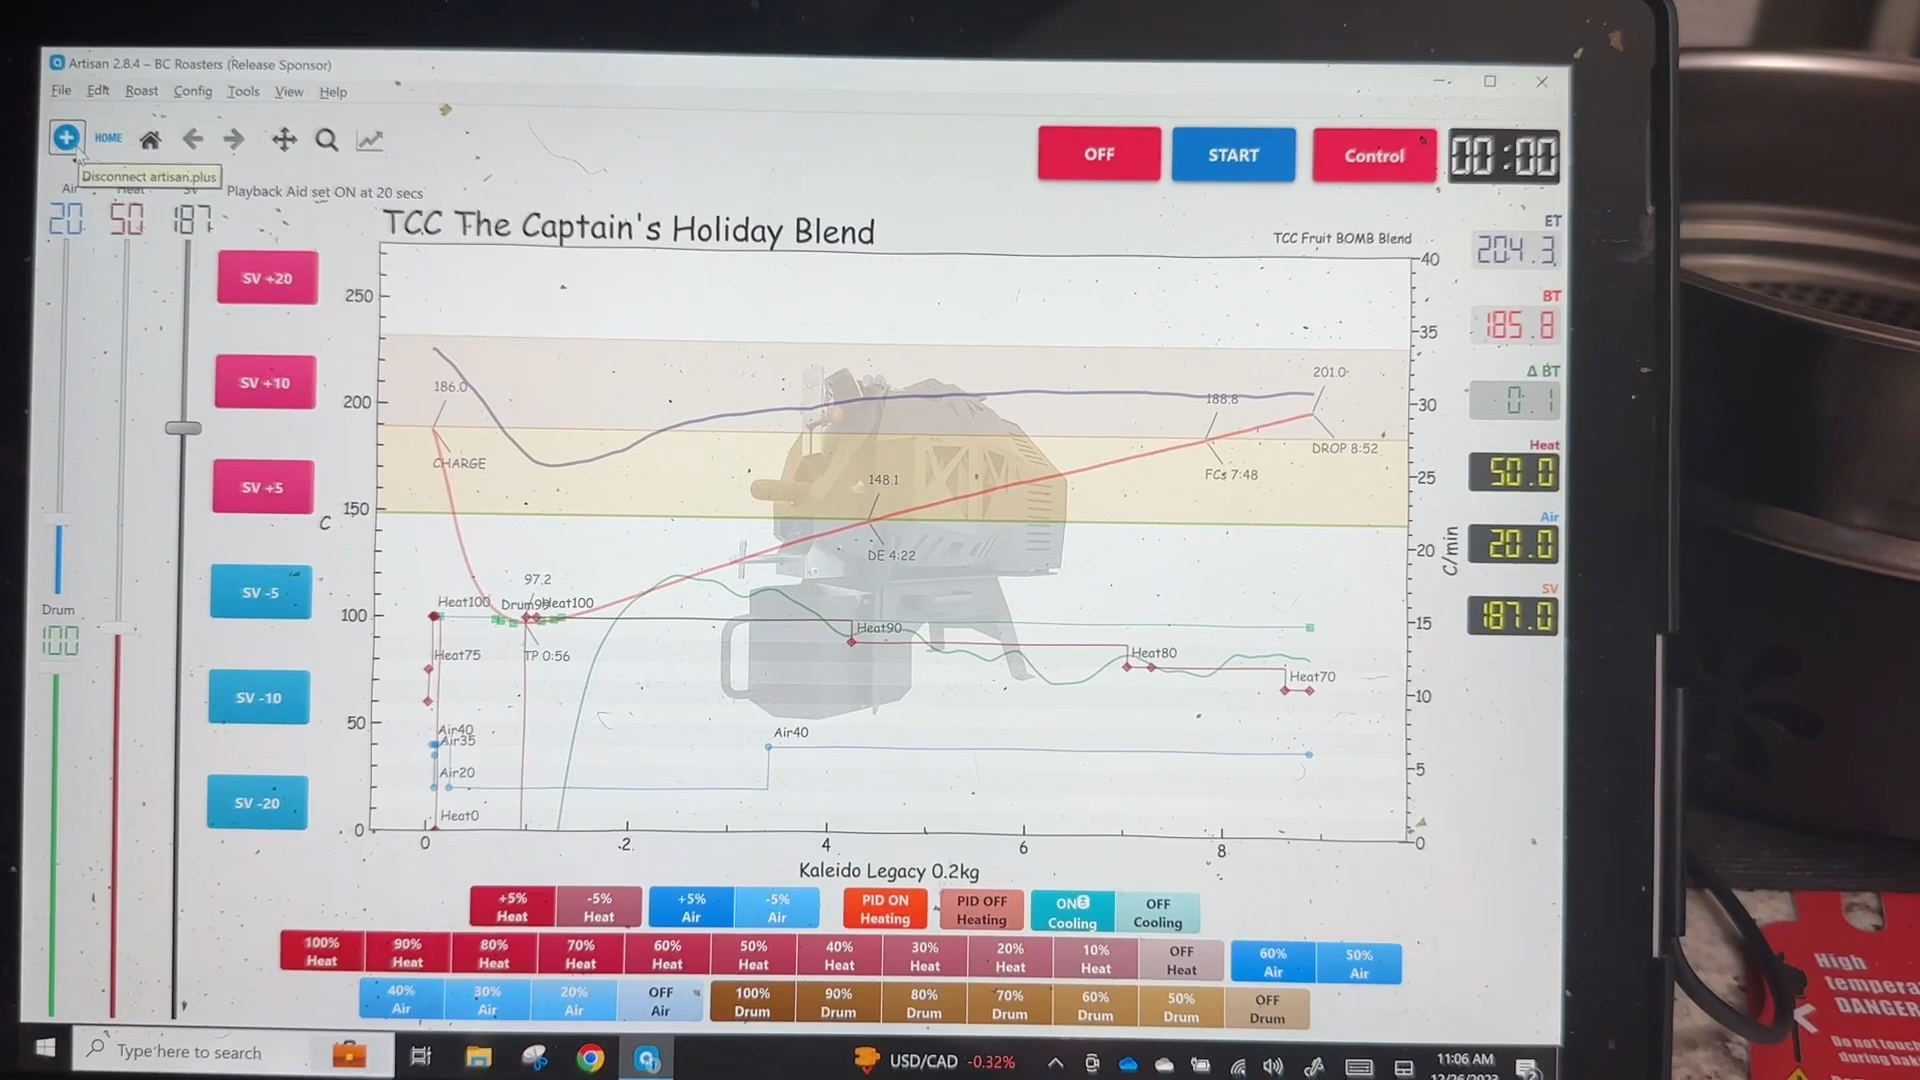 Artisan 2.8.4 – BC Roasters (Release Sponsor)
File Edit Roast Config Tools View Help
HOME
OFF
START
Control
00:00
Disconnect artisan.plus
Playback Aid set ON at 20 secs
Air
SV
20
50
187
TCC The Captain's Holiday Blend
TCC Fruit BOMB Blend
ET
204.3
BT
185.8
Δ BT
0.1
Heat
50.0
Air
20.0
SV
187.0
SV +20
SV +10
SV +5
SV -5
SV -10
SV -20
Drum
100
C
250
200
150
100
50
0
40
35
30
25
20
15
10
5
0
C/min
186.0
CHARGE
201.0
188.8
DROP 8:52
FCs 7:48
148.1
DE 4:22
97.2
Heat100
Heat100
TP 0:56
Heat75
Heat90
Heat80
Heat70
Air40
Air35
Air40
Air20
Heat0
0
2
4
6
8
Kaleido Legacy 0.2kg
+5% Heat
-5% Heat
+5% Air
-5% Air
PID ON Heating
PID OFF Heating
ON Cooling
OFF Cooling
100% Heat
90% Heat
80% Heat
70% Heat
60% Heat
50% Heat
40% Heat
30% Heat
20% Heat
10% Heat
OFF Heat
60% Air
50% Air
40% Air
30% Air
20% Air
OFF Air
100% Drum
90% Drum
80% Drum
70% Drum
60% Drum
50% Drum
OFF Drum
Type here to search
USD/CAD -0.32%
11:06 AM
12/26/2023
High
DANGER
Do not
during